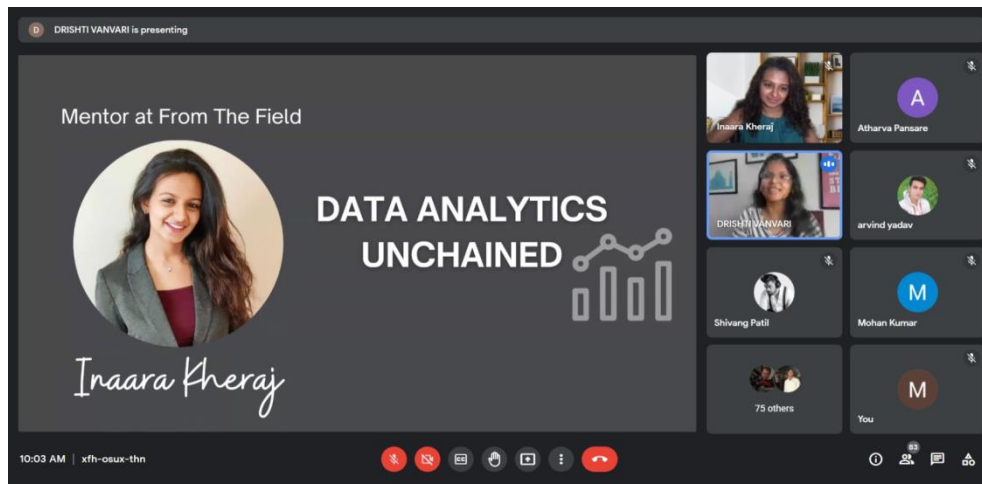 D DRISHTI VANVARI is presenting
Mentor at From The Field
DATA ANALYTICS
UNCHAINED
Inaara Kheraj
Inaara Kheraj
A
Atharva Pansare
DRISHTI VANVARI
arvind yadav
Shivang Patil
M
Mohan Kumar
75 others
M
You
10:03 AM | xfh-osux-thn
CC
83